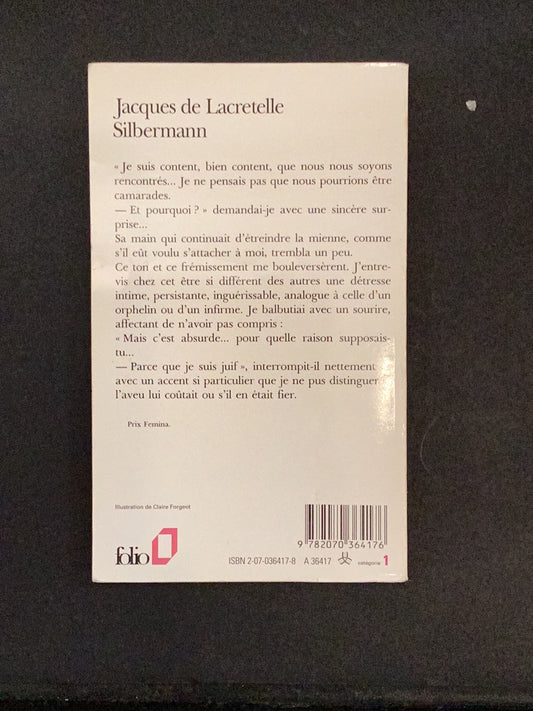 Jacques de Lacretelle
Silbermann
« Je suis content, bien content, que nous nous soyons
rencontrés... Je ne pensais pas que nous pourrions être
camarades.
— Et pourquoi ? » demandai-je avec une sincère sur-
prise...
Sa main qui continuait d'étreindre la mienne, comme
s'il eût voulu s'attacher à moi, trembla un peu.
Ce ton et ce frémissement me bouleversèrent. J'entre-
vis chez cet être si différent des autres une détresse
intime, persistante, inguérissable, analogue à celle d'un
orphelin ou d'un infirme. Je balbutiai avec un sourire,
affectant de n'avoir pas compris :
« Mais c'est absurde... pour quelle raison supposais-
tu...
— Parce que je suis juif », interrompit-il nettement
avec un accent si particulier que je ne pus distinguer
l'aveu lui coûtait ou s'il en était fier.
Prix Femina.
Illustration de Claire Forgeot
9 782070 364176
folio
ISBN 2-07-036417-8 A 36417 catégorie 1